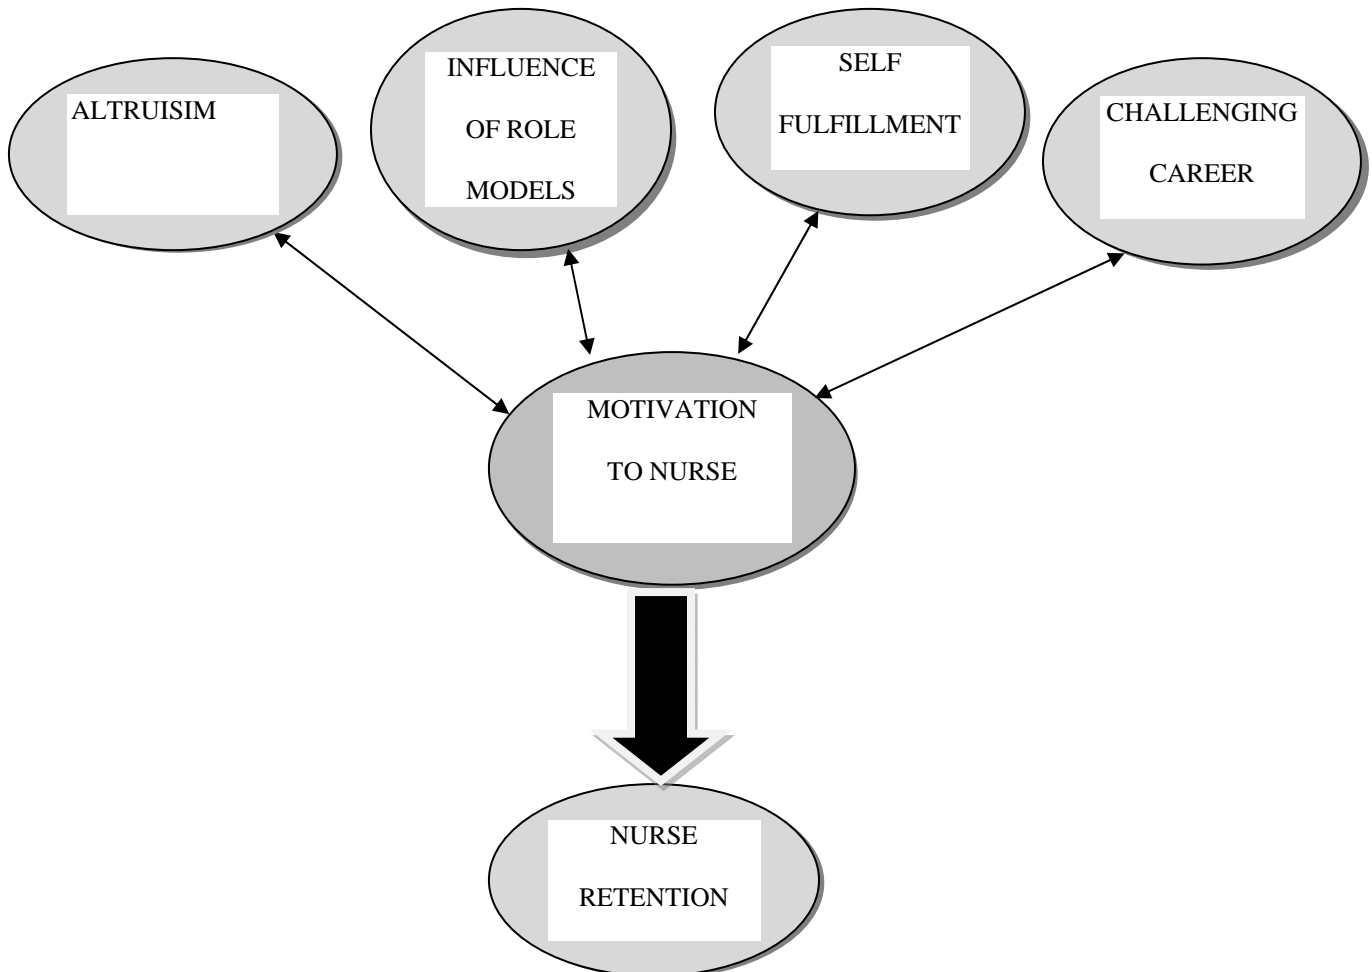 ALTRUISIM
INFLUENCE
OF ROLE
MODELS
SELF
FULFILLMENT
CHALLENGING
CAREER
MOTIVATION
TO NURSE
NURSE
RETENTION